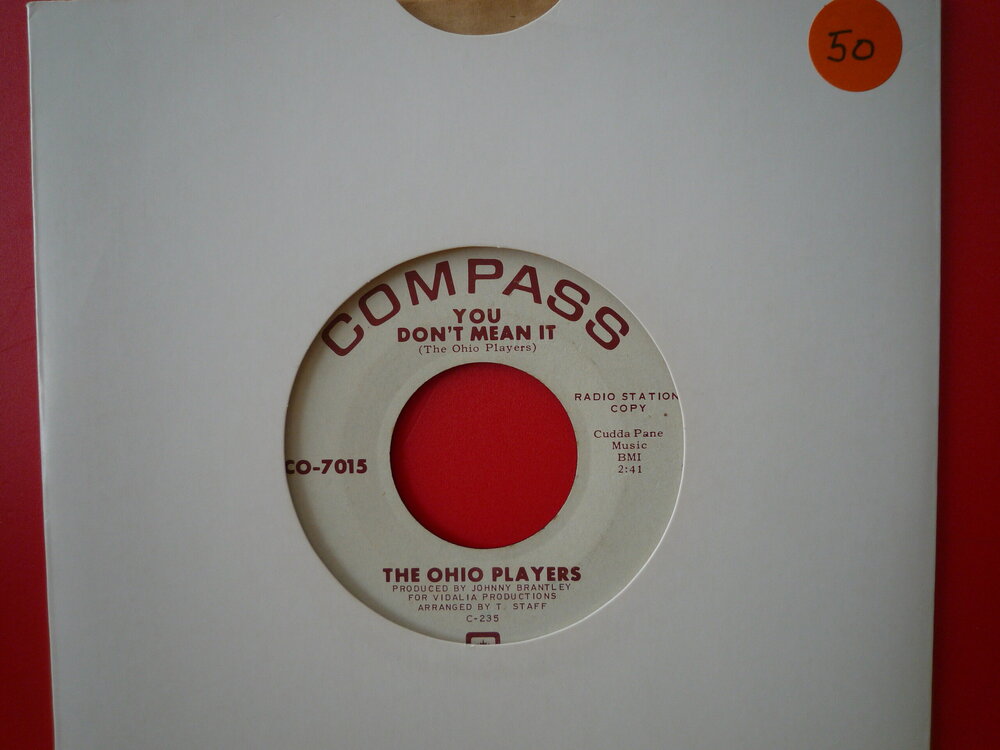 50
COMPASS
YOU
DON'T MEAN IT
(The Ohio Players)
RADIO STATION
COPY
Cudda Pane
Music
BMI
2:41
CO-7015
THE OHIO PLAYERS
PRODUCED BY JOHNNY BRANTLEY
FOR VIDALIA PRODUCTIONS
ARRANGED BY T. STAFF
C-235